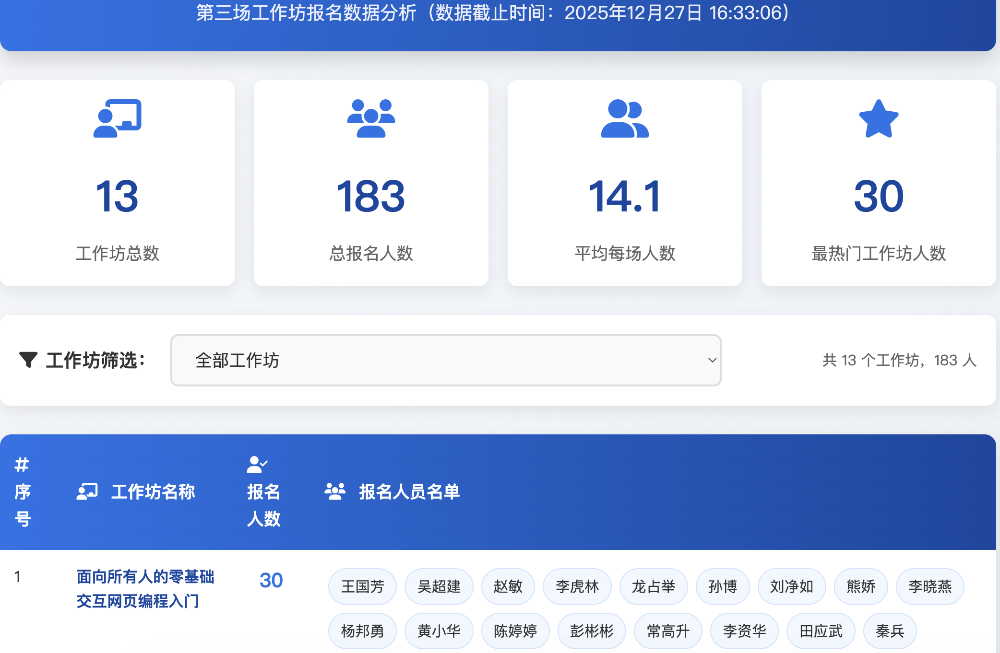 第三场工作坊报名数据分析（数据截止时间：2025年12月27日 16:33:06）
13
工作坊总数
183
总报名人数
14.1
平均每场人数
30
最热门工作坊人数
工作坊筛选：
全部工作坊
共 13 个工作坊，183 人
#
序
号
工作坊名称
报名
人数
报名人员名单
1
面向所有人的零基础
交互网页编程入门
30
王国芳 吴超建 赵敏 李虎林 龙占举 孙博 刘净如 熊娇 李晓燕
杨邦勇 黄小华 陈婷婷 彭彬彬 常高升 李资华 田应武 秦兵